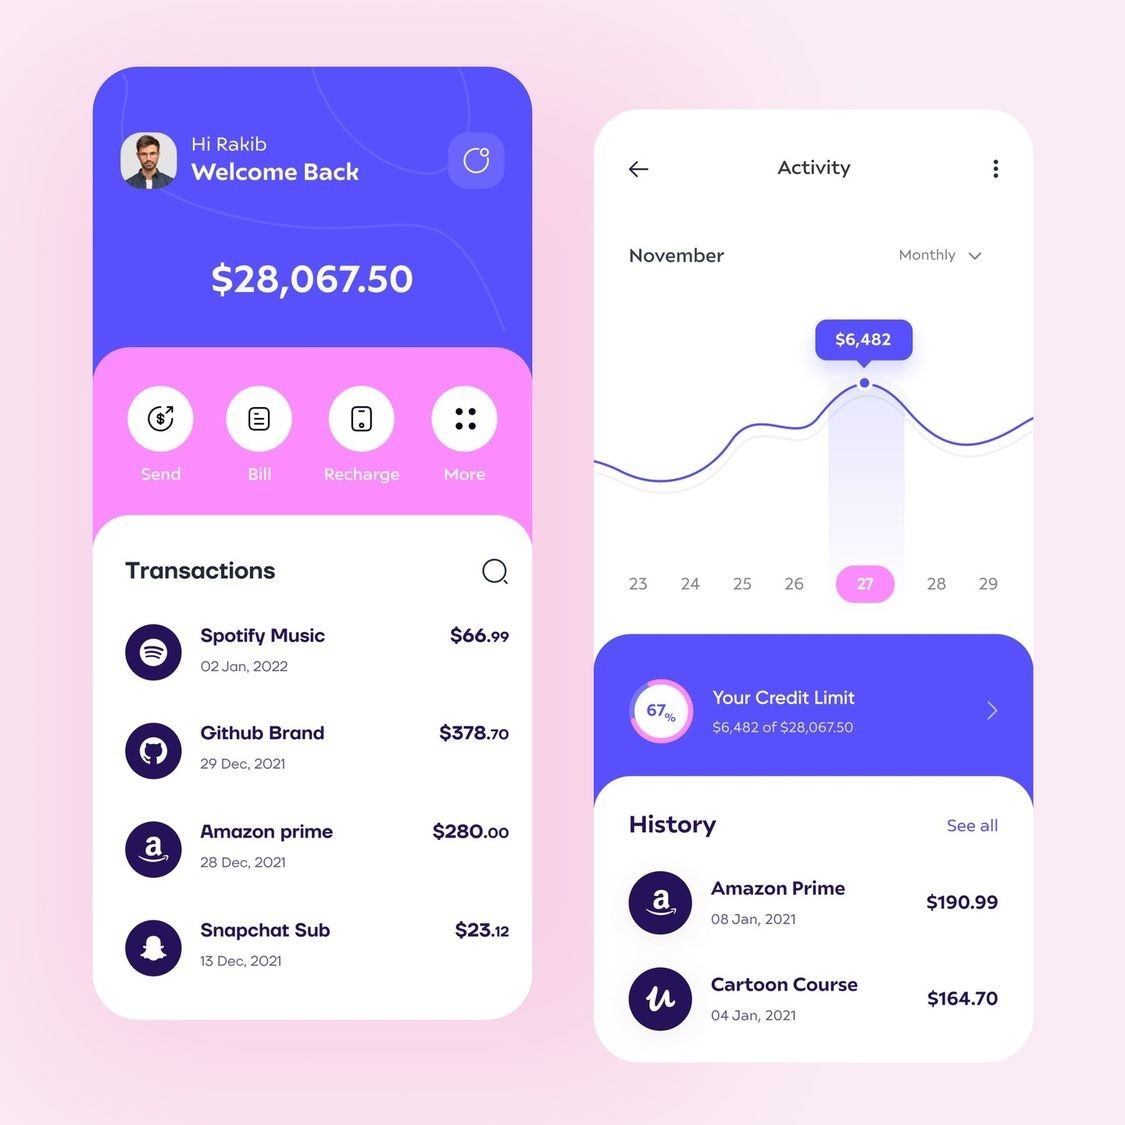 Hi Rakib
Welcome Back
$28,067.50
Send
Bill
Recharge
More
Transactions
Spotify Music
$66.99
02 Jan, 2022
Github Brand
$378.70
29 Dec, 2021
Amazon prime
$280.00
28 Dec, 2021
Snapchat Sub
$23.12
13 Dec, 2021
Activity
November
Monthly
$6,482
23 24 25 26 27 28 29
67%
Your Credit Limit
$6,482 of $28,067.50
History
See all
Amazon Prime
08 Jan, 2021
$190.99
Cartoon Course
04 Jan, 2021
$164.70